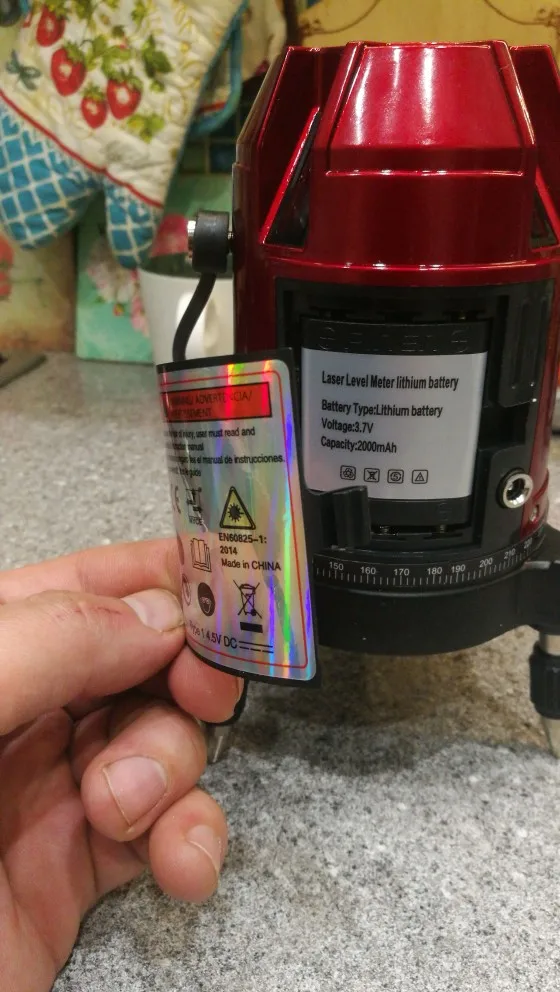 Laser Level Meter lithium battery
Battery Type:Lithium battery
Voltage:3.7V
Capacity:2000mAh
ADVERTENCIA/
of injury, user must read and
manual
el manual de instrucciones.
guide
CE
EN60825-1:
2014
Made in CHINA
4.5V DC
150 160 170 180 190 200 210